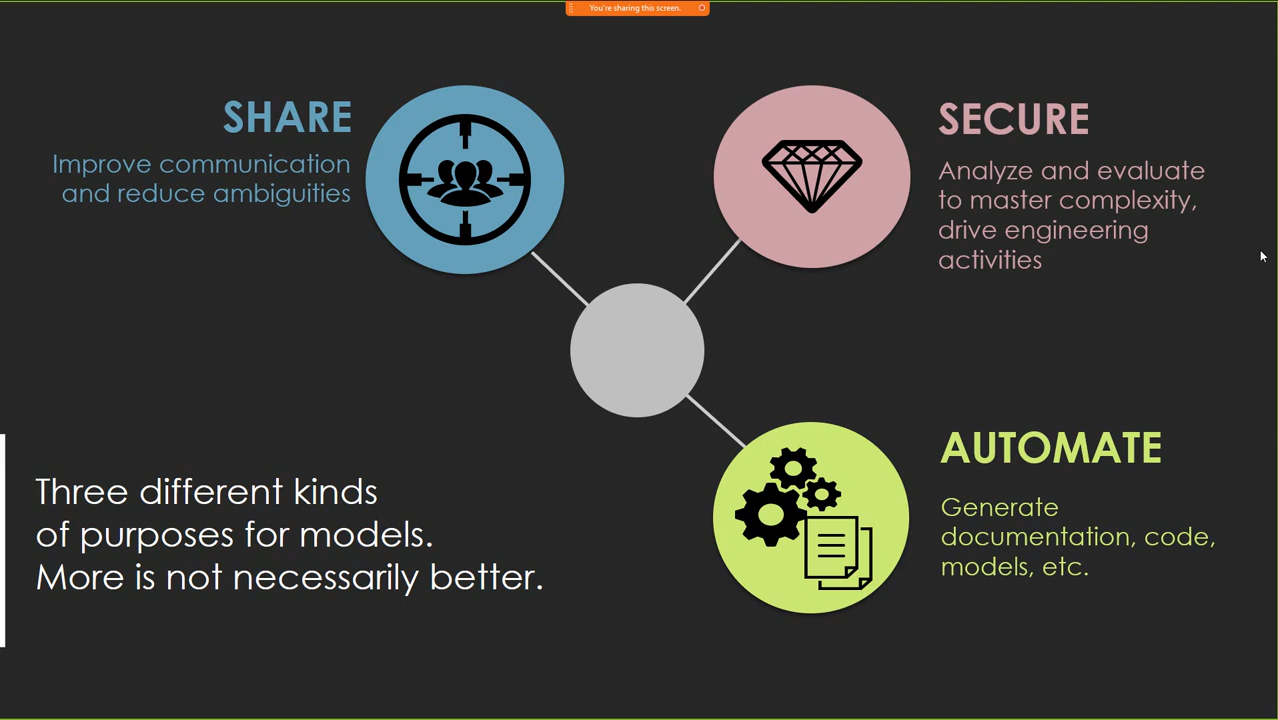 You're sharing this screen.
SHARE
Improve communication
and reduce ambiguities
SECURE
Analyze and evaluate
to master complexity,
drive engineering
activities
AUTOMATE
Generate
documentation, code,
models, etc.
Three different kinds
of purposes for models.
More is not necessarily better.